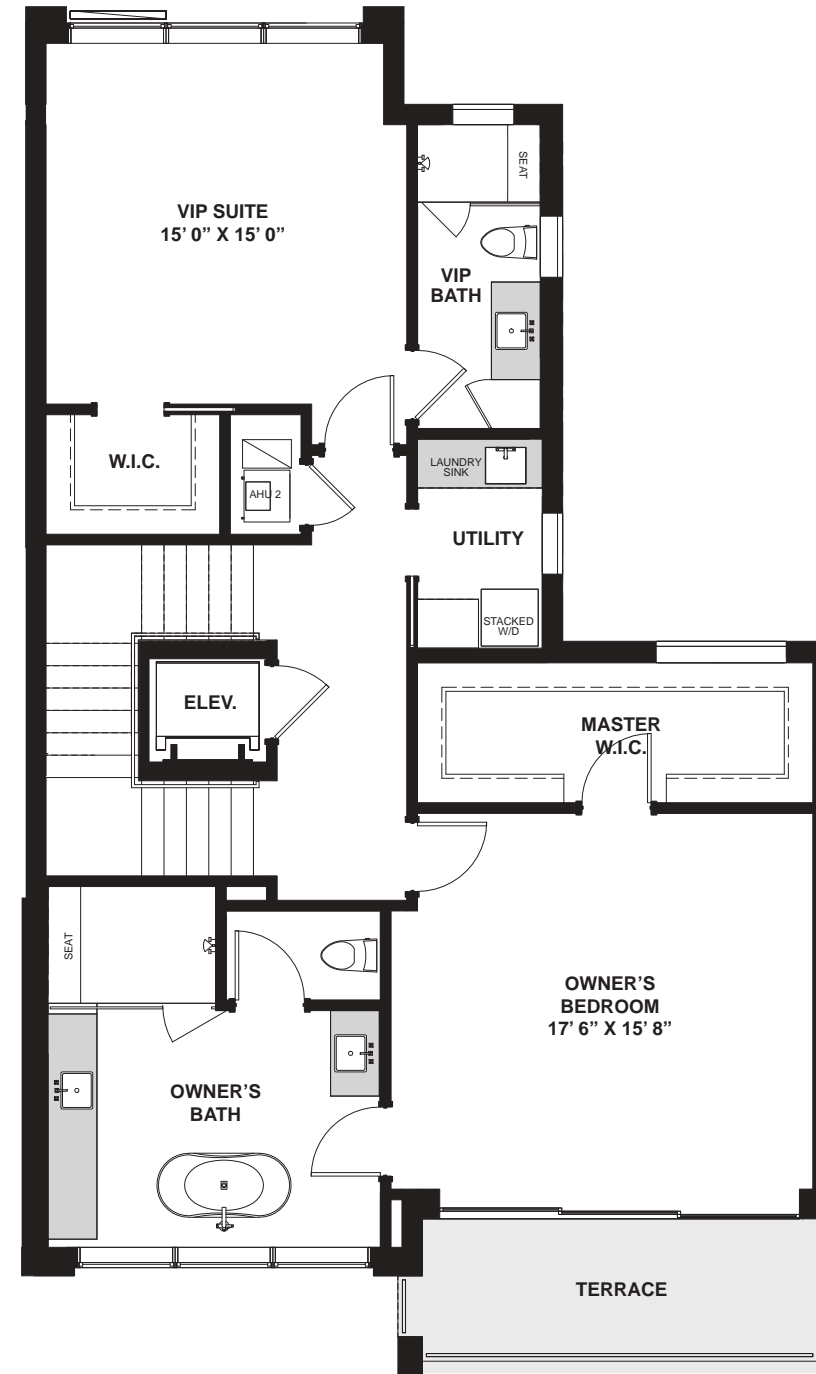 SEAT
VIP SUITE
15’ 0” X 15’ 0”
VIP
BATH
W.I.C.
LAUNDRY
SINK
AHU 2
UTILITY
STACKED
W/D
ELEV.
MASTER
W.I.C.
SEAT
OWNER’S
BEDROOM
17’ 6” X 15’ 8”
OWNER’S
BATH
TERRACE